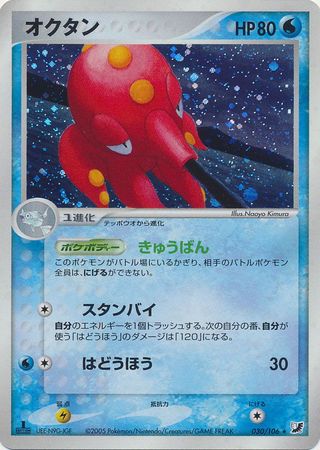 オクタン HP80
1進化
テッポウオから進化
Illus.Naoyo Kimura
ポケボディー きゅうばん
このポケモンがバトル場にいるかぎり、相手のバトルポケモン
全員は、にげるができない。
スタンバイ
自分のエネルギーを1個トラッシュする。次の自分の番、自分が
使う「はどうほう」のダメージは「120」になる。
はどうほう 30
弱点 抵抗力 にげる
1 EDITION UEE-N9G-JGF ©2005 Pokémon/Nintendo/Creatures/GAME FREAK 030/106 ★